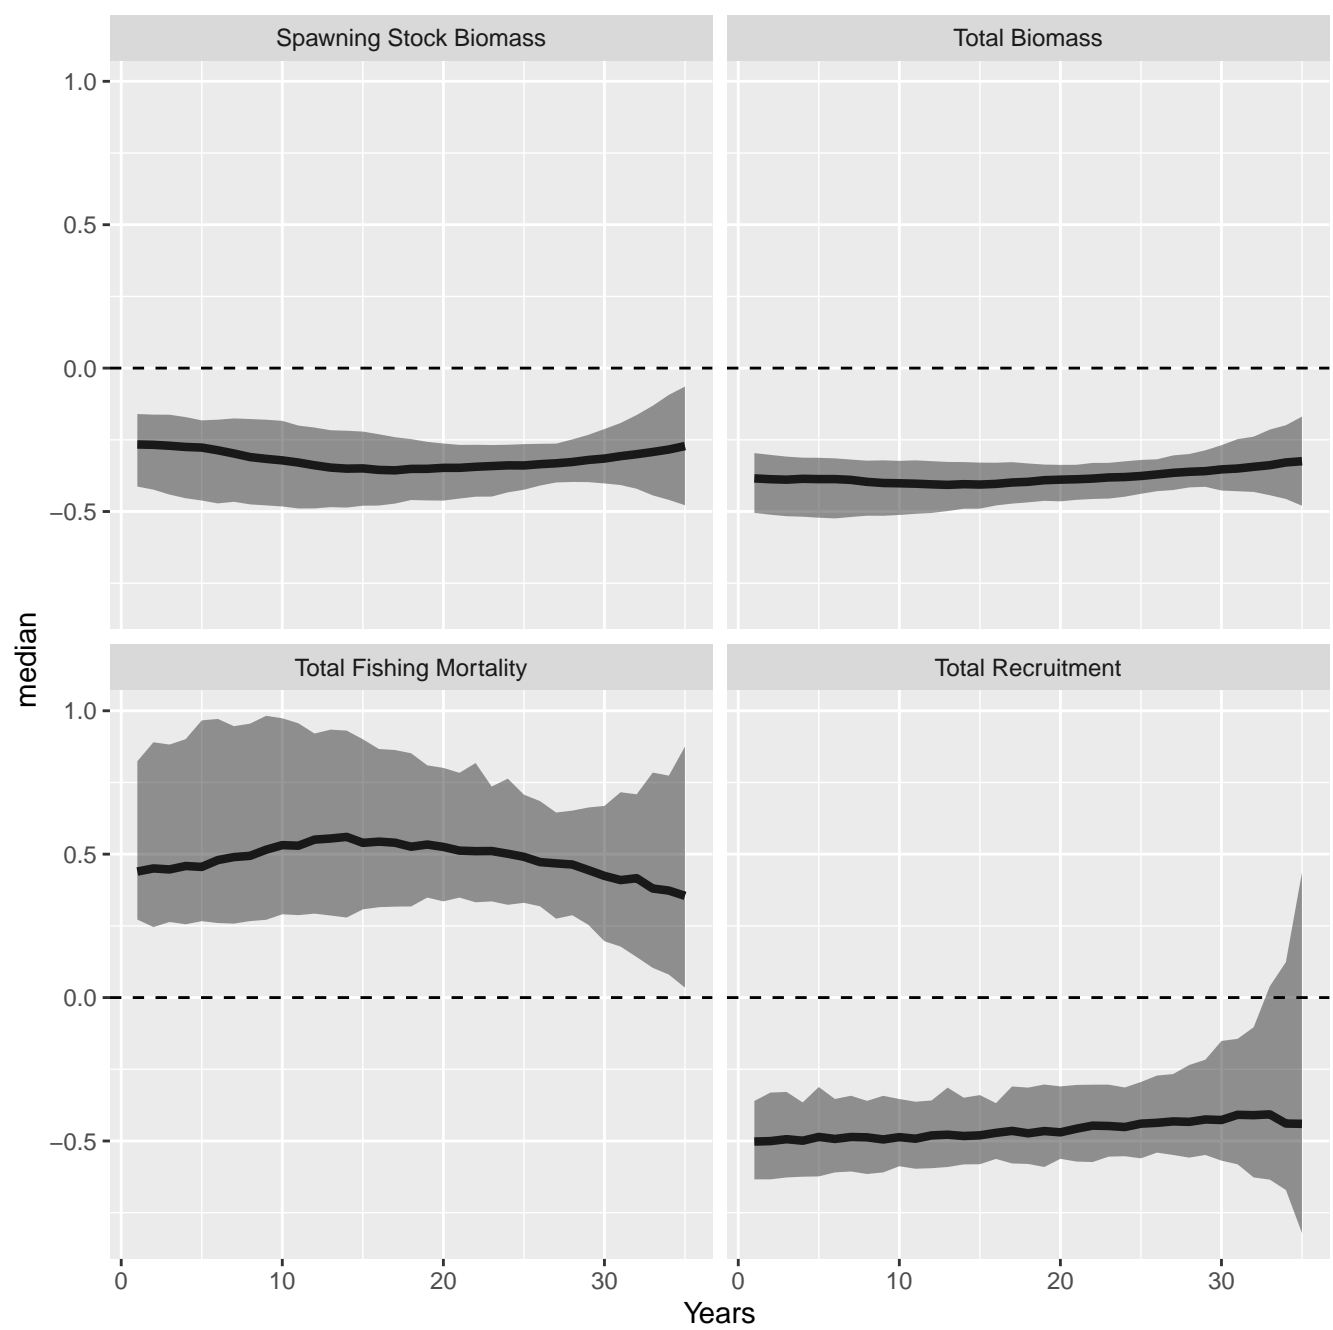 Spawning Stock Biomass
Total Biomass
1.0
0.5
0.0
−0.5
median
Total Fishing Mortality
Total Recruitment
1.0
0.5
0.0
−0.5
0 10 20 30
0 10 20 30
Years